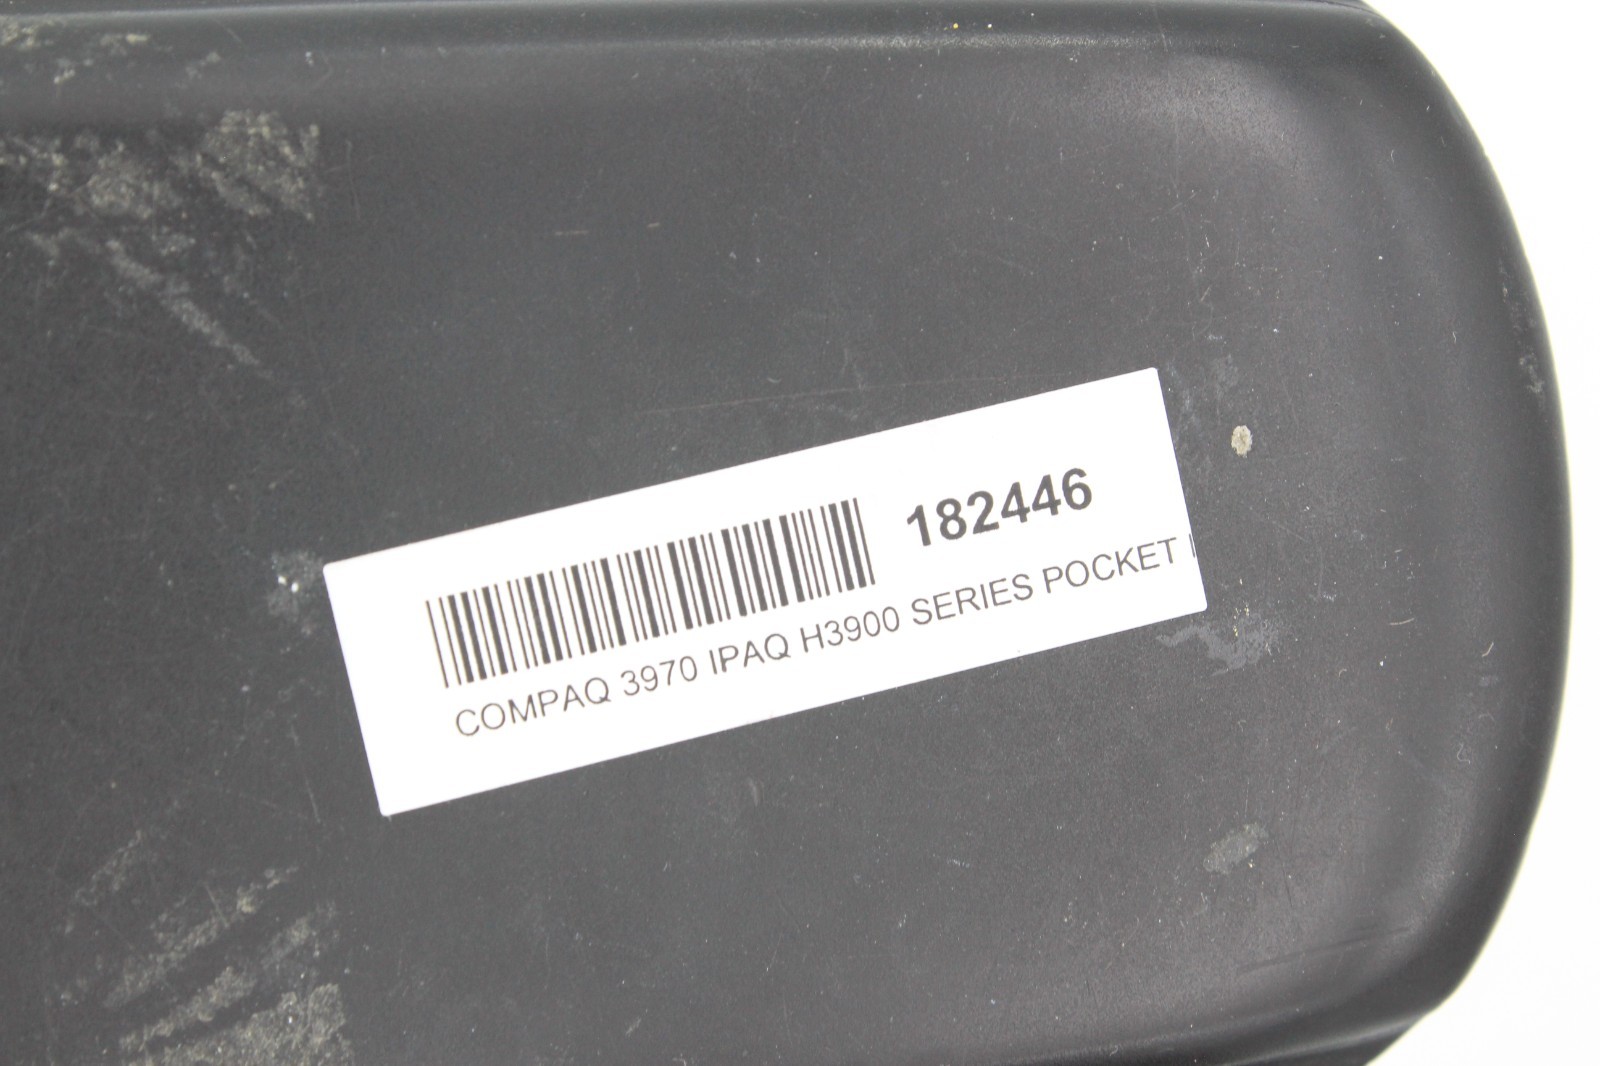 182446
COMPAQ 3970 IPAQ H3900 SERIES POCKET